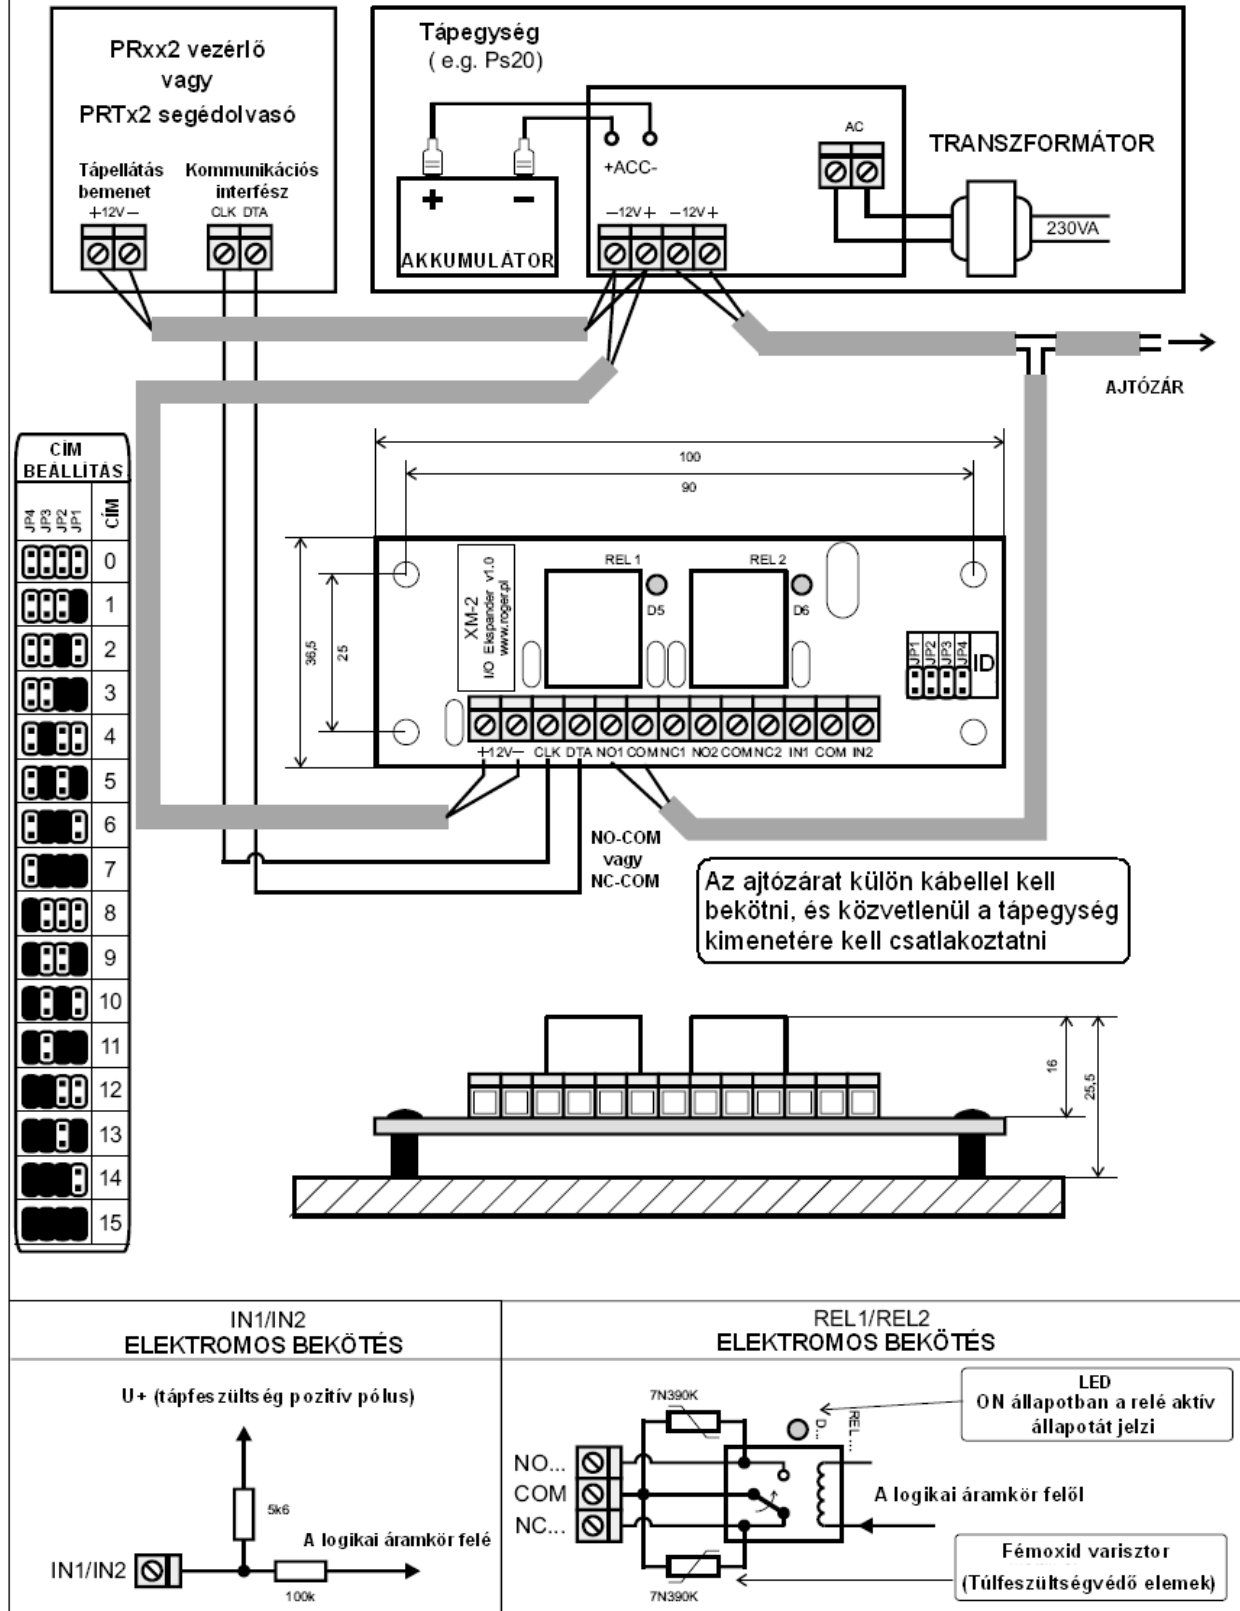 PRxx2 vezérlő
vagy
PRTx2 segédolvasó
Tápellátás
bemenet
Kommunikációs
interfész
+12V−
CLK DTA
Tápegység
( e.g. Ps20)
+ACC-
AC
TRANSZFORMÁTOR
230VA
+ −
AKKUMULÁTOR
−12V+ −12V+
AJTÓZÁR
CÍM
BEÁLLÍTÁS
JP4 JP3 JP2 JP1 CÍM
0
1
2
3
4
5
6
7
8
9
10
11
12
13
14
15
100
90
36,5
25
XM-2
I/O Ekspander v1.0
www.roger.pl
REL 1
D5
REL 2
D6
JP1 JP2 JP3 JP4 ID
+12V− CLK DTA NO1 COM NC1 NO2 COM NC2 IN1 COM IN2
NO-COM
vagy
NC-COM
Az ajtózárat külön kábellel kell
bekötni, és közvetlenül a tápegység
kimenetére kell csatlakoztatni
16
25,5
IN1/IN2
ELEKTROMOS BEKÖTÉS
U+ (tápfeszültség pozitív pólus)
5k6
A logikai áramkör felé
IN1/IN2
100k
REL1/REL2
ELEKTROMOS BEKÖTÉS
7N390K
D...
REL...
LED
ON állapotban a relé aktív
állapotát jelzi
NO...
COM
NC...
A logikai áramkör felől
7N390K
Fémoxid varisztor
(Túlfeszültségvédő elemek)